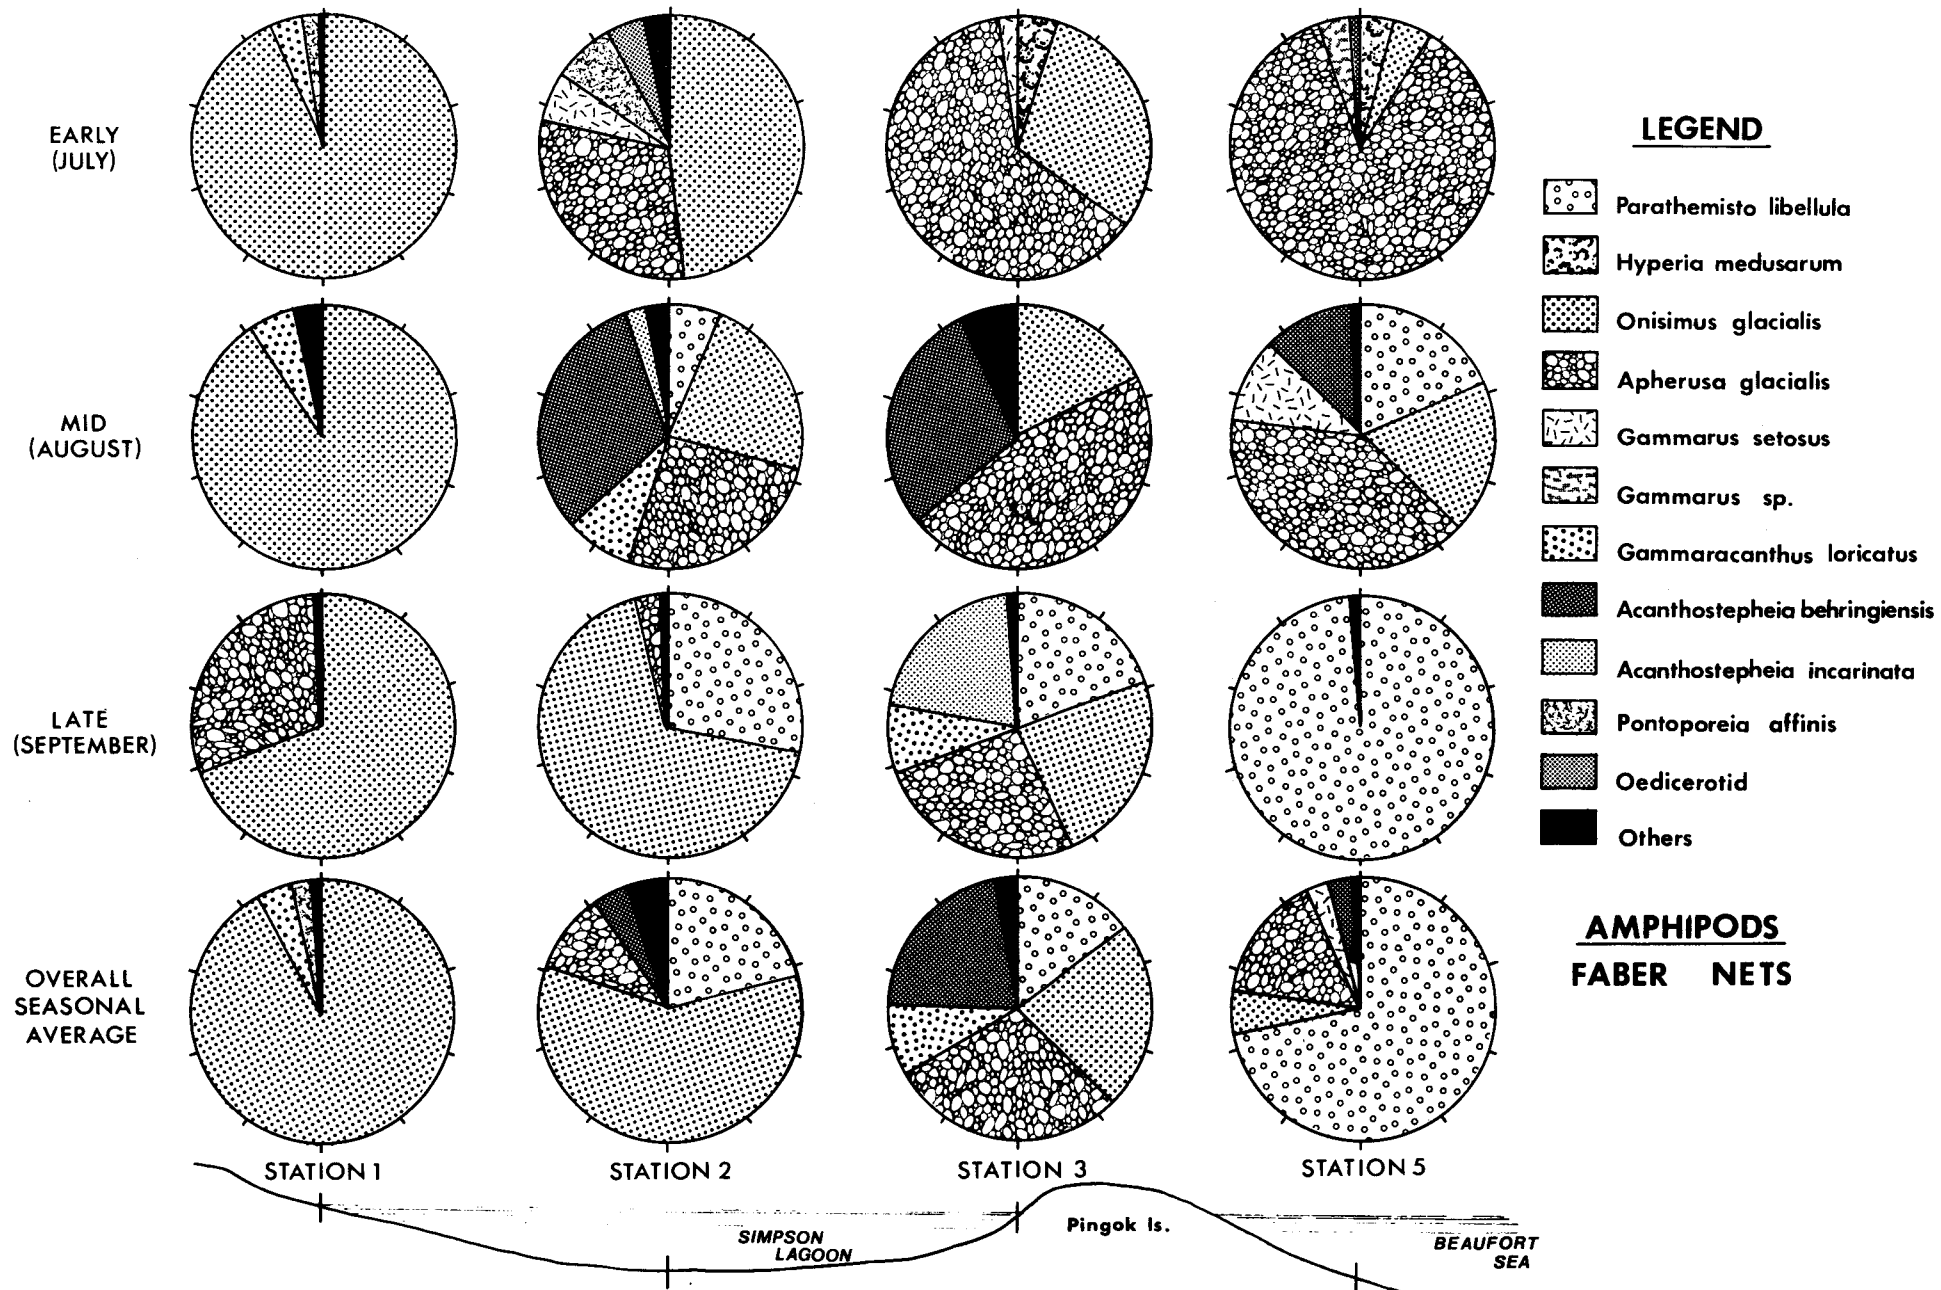 EARLY
(JULY)
MID
(AUGUST)
LATE
(SEPTEMBER)
OVERALL
SEASONAL
AVERAGE
STATION 1
STATION 2
STATION 3
STATION 5
SIMPSON
LAGOON
Pingok Is.
BEAUFORT
SEA
LEGEND
Parathemisto libellula
Hyperia medusarum
Onisimus glacialis
Apherusa glacialis
Gammarus setosus
Gammarus sp.
Gammaracanthus loricatus
Acanthostepheia behringiensis
Acanthostepheia incarinata
Pontoporeia affinis
Oedicerotid
Others
AMPHIPODS
FABER NETS